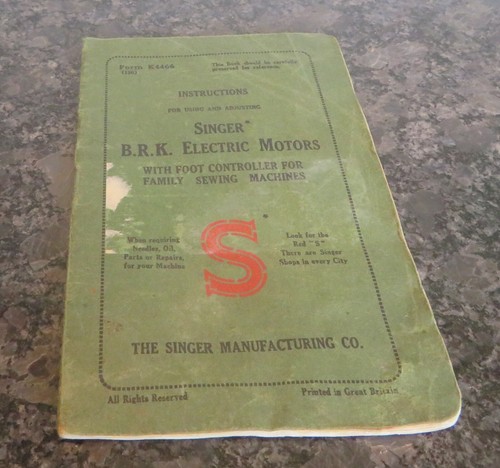 Form K2408
This book should be carefully
preserved for reference.
INSTRUCTIONS
FOR USING AND ADJUSTING
SINGER*
B.R.K. ELECTRIC MOTORS
WITH FOOT CONTROLLER FOR
FAMILY SEWING MACHINES
When requiring
Needles, Oil,
Parts or Repairs,
for your Machine
S*
Look for the
Red "S"
There are Singer
Shops in every City
THE SINGER MANUFACTURING CO.
All Rights Reserved
Printed in Great Britain